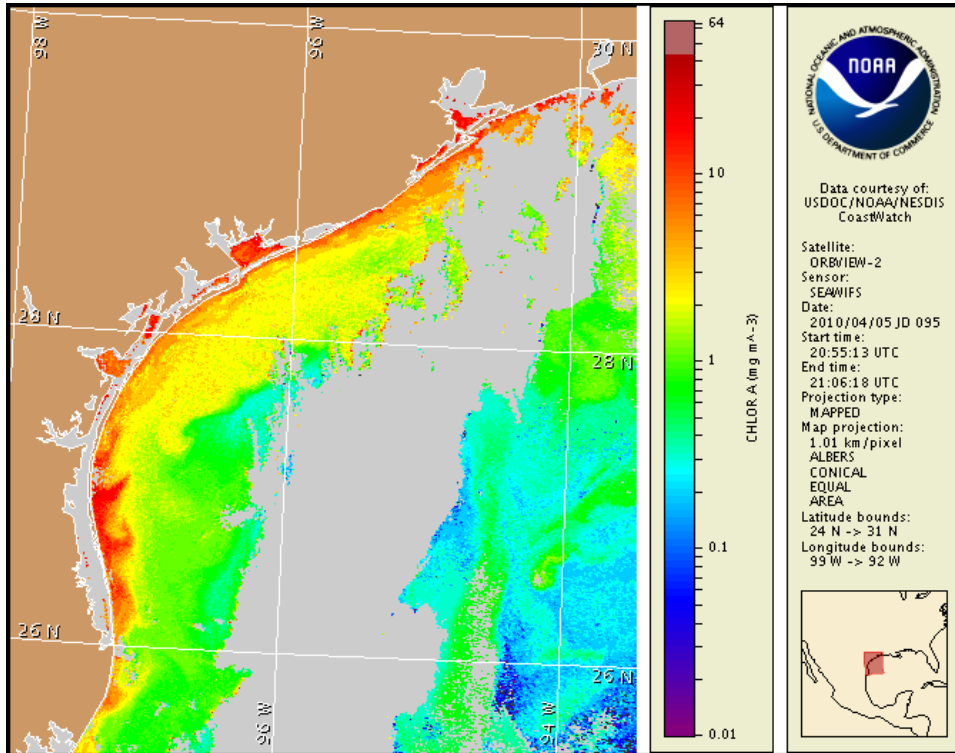 98 W
96 W
30 N
28 N
28 N
26 N
26 N
96 W
94 W
64
10
1
0.1
0.01
CHLOR A (mg m^-3)
NATIONAL OCEANIC AND ATMOSPHERIC ADMINISTRATION
NOAA
U.S. DEPARTMENT OF COMMERCE
Data courtesy of:
USDOC/NOAA/NESDIS
CoastWatch
Satellite:
ORBVIEW-2
Sensor:
SEAWIFS
Date:
2010/04/05 JD 095
Start time:
20:55:13 UTC
End time:
21:06:18 UTC
Projection type:
MAPPED
Map projection:
1.01 km/pixel
ALBERS
CONICAL
EQUAL
AREA
Latitude bounds:
24 N -> 31 N
Longitude bounds:
99 W -> 92 W